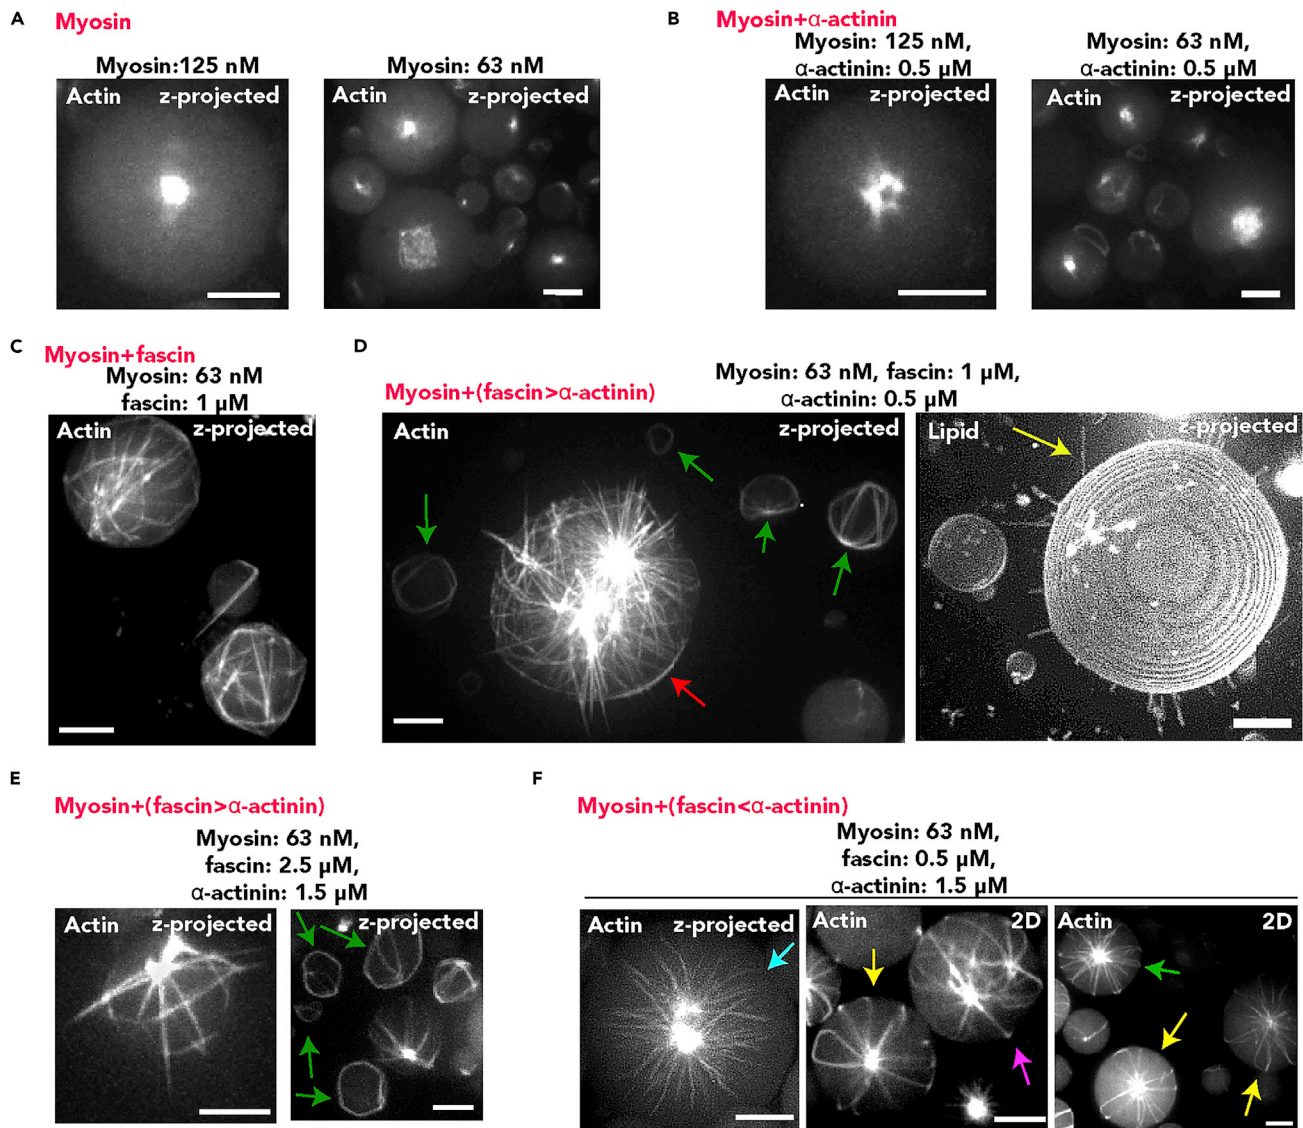 A
Myosin
Myosin:125 nM
Actin z-projected
Myosin: 63 nM
Actin z-projected
B
Myosin+α-actinin
Myosin: 125 nM,
α-actinin: 0.5 µM
Actin z-projected
Myosin: 63 nM,
α-actinin: 0.5 µM
Actin z-projected
C
Myosin+fascin
Myosin: 63 nM
fascin: 1 µM
Actin z-projected
D
Myosin+(fascin>α-actinin)
Myosin: 63 nM, fascin: 1 µM,
α-actinin: 0.5 µM
Actin z-projected
Lipid z-projected
E
Myosin+(fascin>α-actinin)
Myosin: 63 nM,
fascin: 2.5 µM,
α-actinin: 1.5 µM
Actin z-projected
z-projected
F
Myosin+(fascin<α-actinin)
Myosin: 63 nM,
fascin: 0.5 µM,
α-actinin: 1.5 µM
Actin z-projected
Actin 2D
Actin 2D